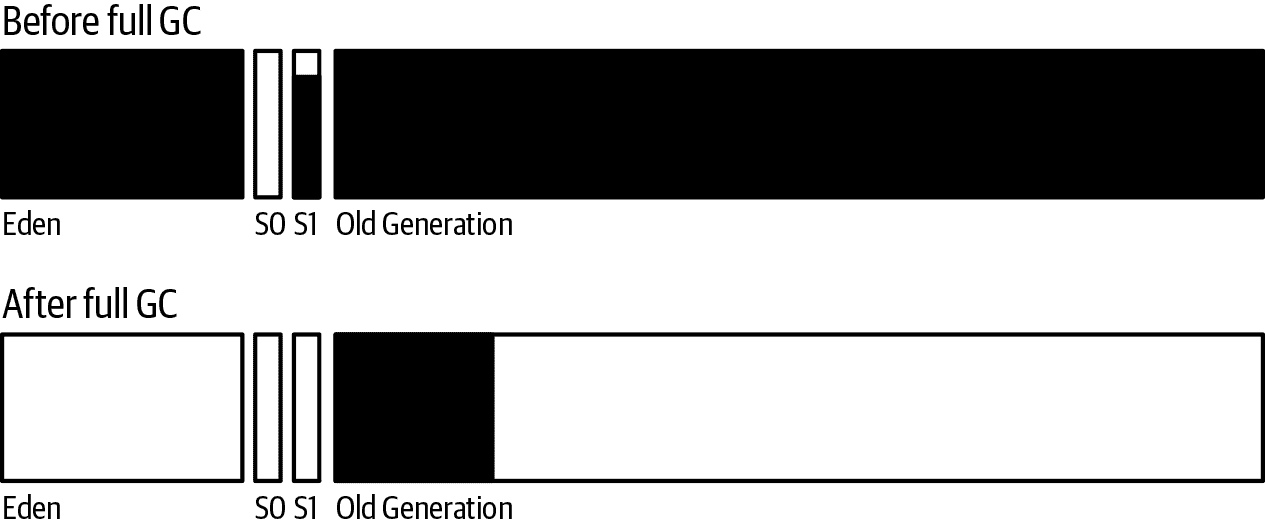 Before full GC
Eden S0 S1 Old Generation
After full GC
Eden S0 S1 Old Generation